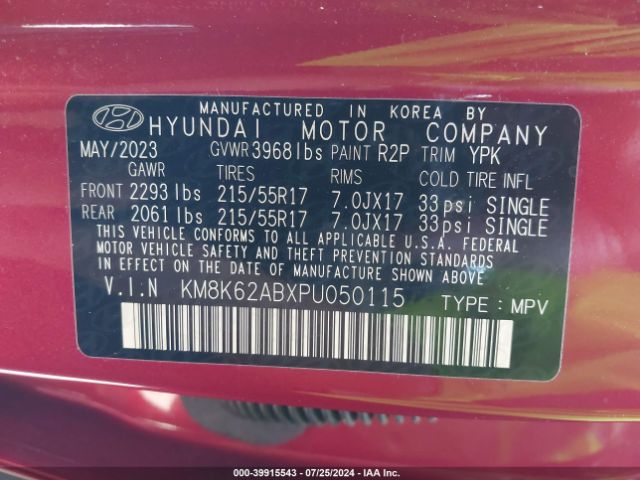 MANUFACTURED IN KOREA BY
HYUNDAI MOTOR COMPANY
MAY/2023 GVWR 3968 lbs PAINT R2P TRIM YPK
GAWR TIRES RIMS COLD TIRE INFL
FRONT 2293 lbs 215/55R17 7.0JX17 33psi SINGLE
REAR 2061 lbs 215/55R17 7.0JX17 33psi SINGLE
THIS VEHICLE CONFORMS TO ALL APPLICABLE U.S.A. FEDERAL
MOTOR VEHICLE SAFETY AND THEFT PREVENTION STANDARDS
IN EFFECT ON THE DATE OF MANUFACTURE SHOWN ABOVE.
V.I.N KM8K62ABXPU050115 TYPE : MPV
000-39915543 - 07/25/2024 - IAAI.COM